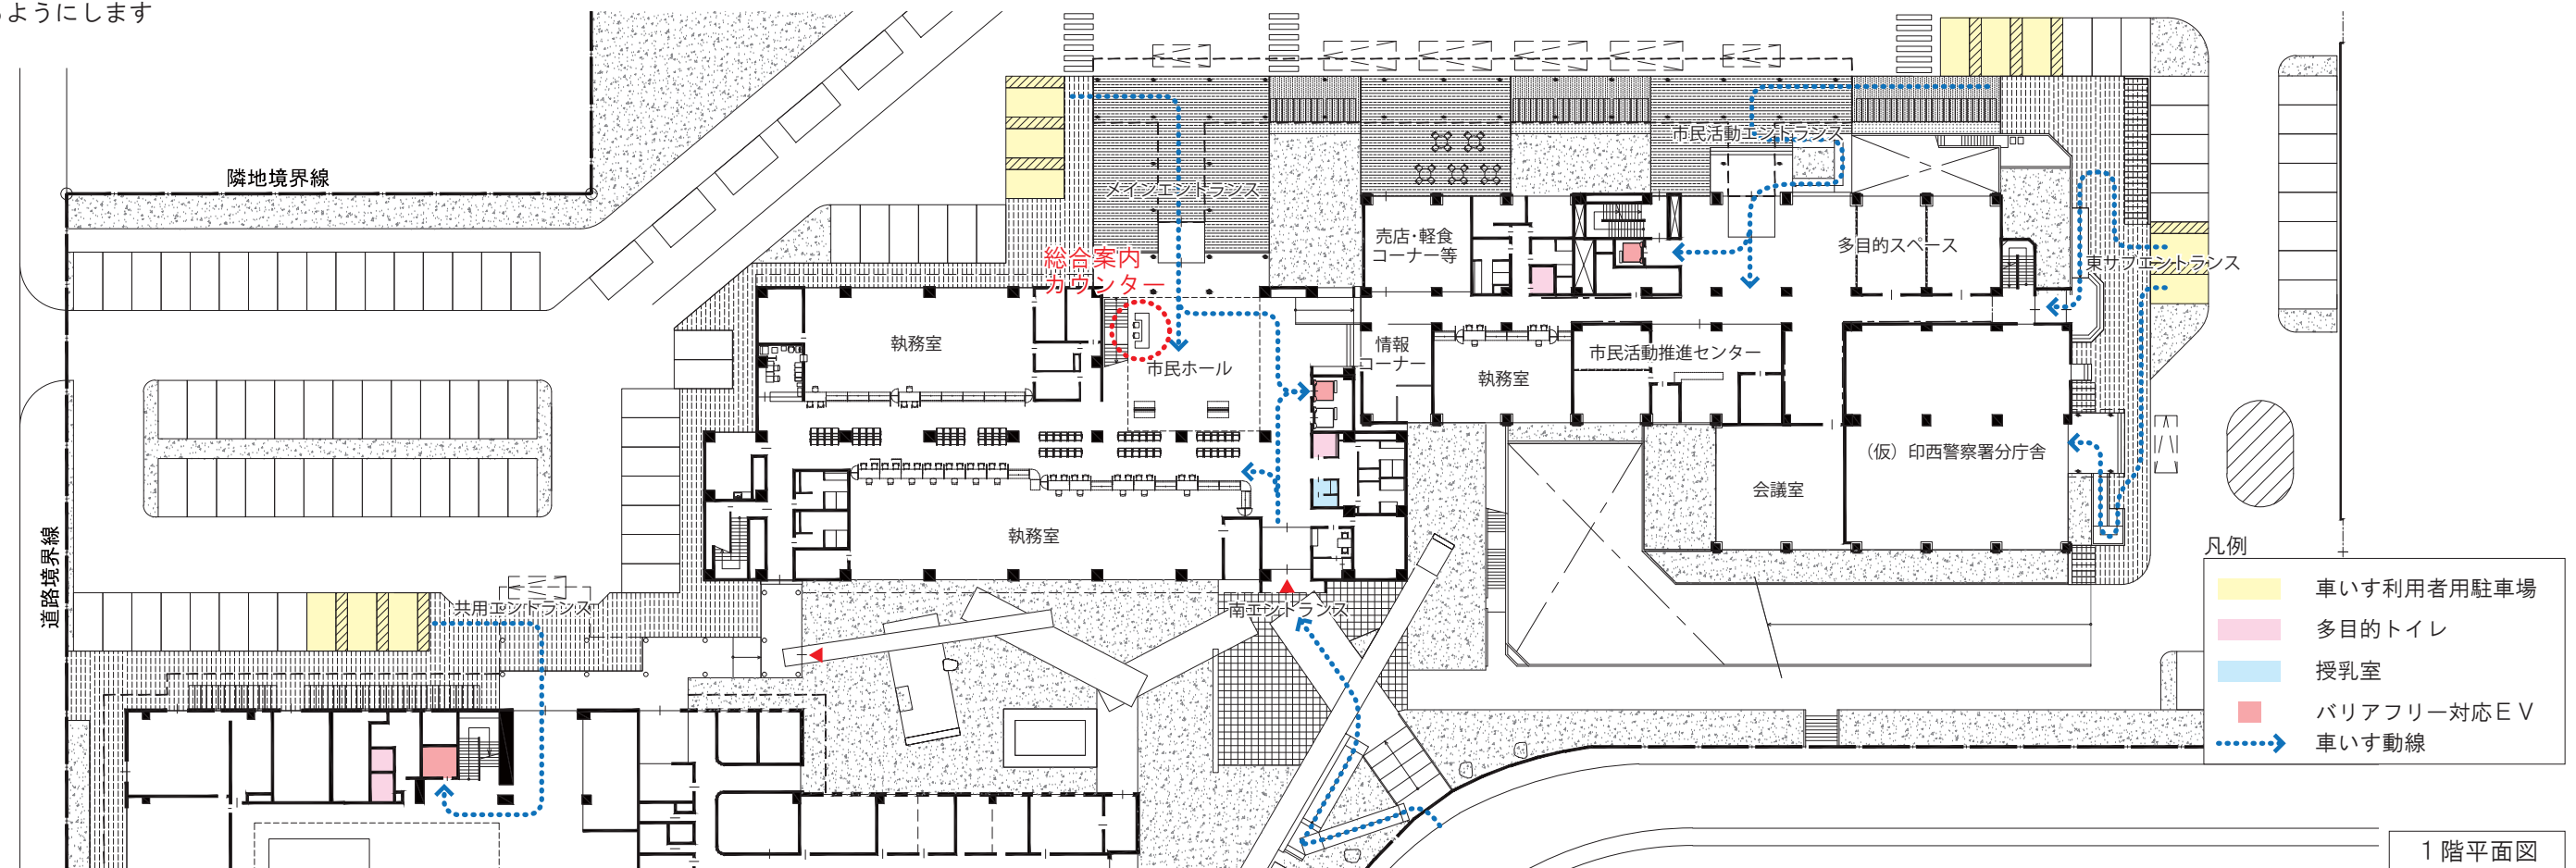 ようにします
隣地境界線
道路境界線
メインエントランス
市民活動エントランス
総合案内
カウンター
売店・軽食
コーナー等
多目的スペース
東サブエントランス
執務室
市民ホール
情報
コーナー
執務室
市民活動推進センター
(仮)印西警察署分庁舎
会議室
執務室
共用エントランス
南エントランス
凡例
車いす利用者用駐車場
多目的トイレ
授乳室
バリアフリー対応ＥＶ
車いす動線
１階平面図